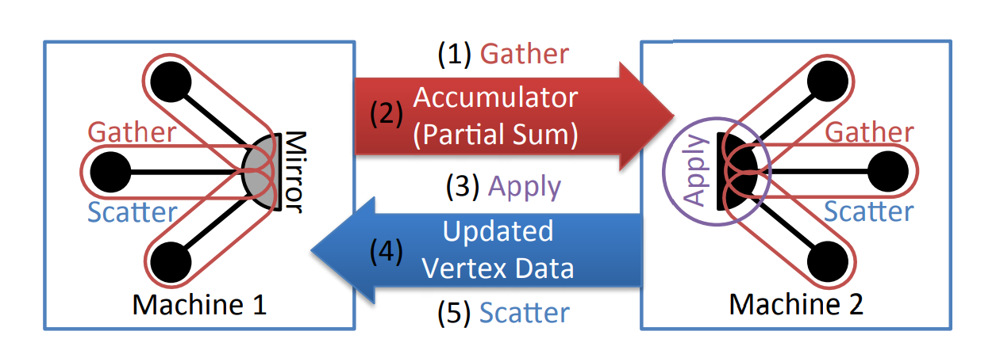 (1) Gather
(2) Accumulator
(Partial Sum)
(3) Apply
(4) Updated
Vertex Data
(5) Scatter
Gather
Scatter
Mirror
Machine 1
Apply
Gather
Scatter
Machine 2